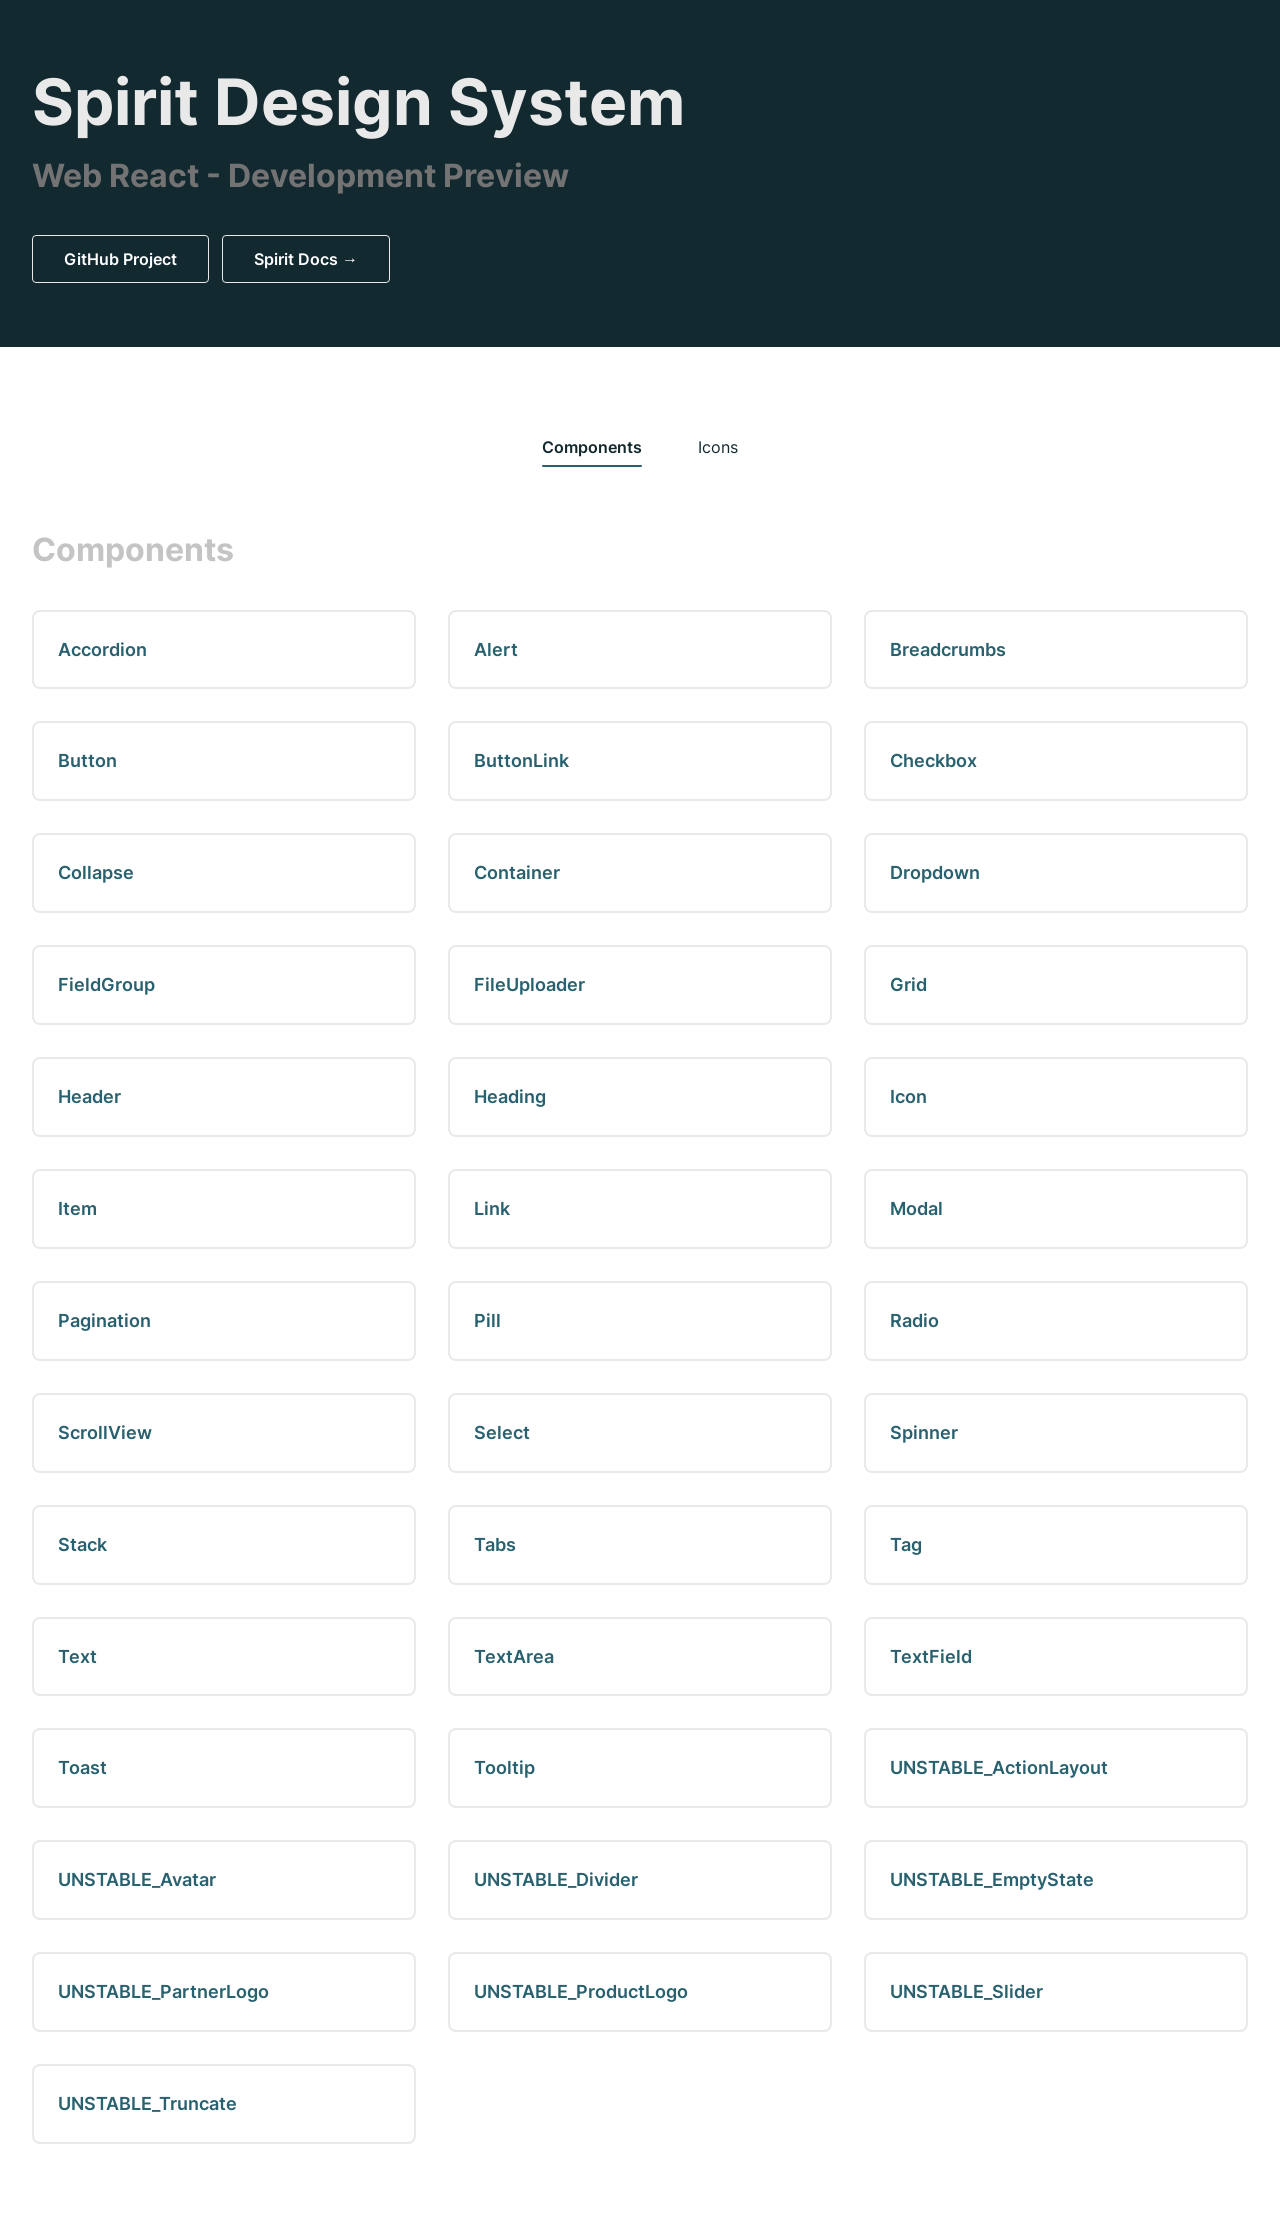 Spirit Design System
Web React - Development Preview
GitHub Project
Spirit Docs →
Components
Icons
Components
Accordion
Alert
Breadcrumbs
Button
ButtonLink
Checkbox
Collapse
Container
Dropdown
FieldGroup
FileUploader
Grid
Header
Heading
Icon
Item
Link
Modal
Pagination
Pill
Radio
ScrollView
Select
Spinner
Stack
Tabs
Tag
Text
TextArea
TextField
Toast
Tooltip
UNSTABLE_ActionLayout
UNSTABLE_Avatar
UNSTABLE_Divider
UNSTABLE_EmptyState
UNSTABLE_PartnerLogo
UNSTABLE_ProductLogo
UNSTABLE_Slider
UNSTABLE_Truncate